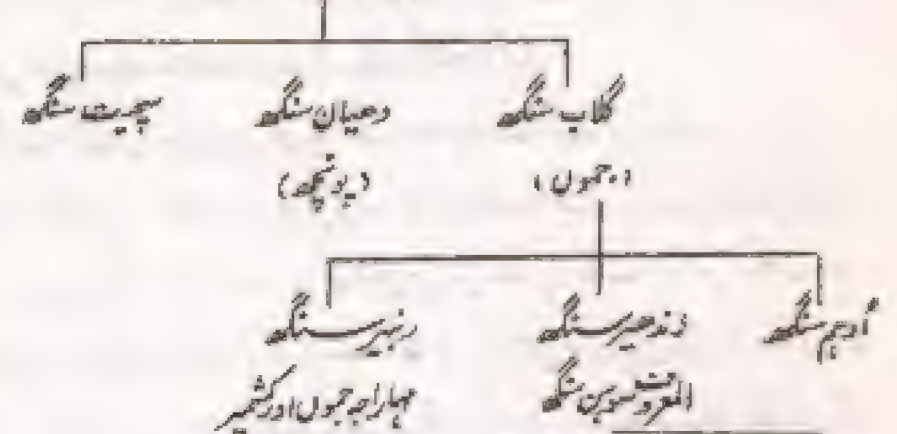 گلاب سنگھ دھیان سنگھ سچیت سنگھ
(جموں) (پونچھ)
اُدہم سنگھ رندھیر سنگھ رنبیر سنگھ
المعروف سوہن سنگھ مہاراجہ جموں اور کشمیر